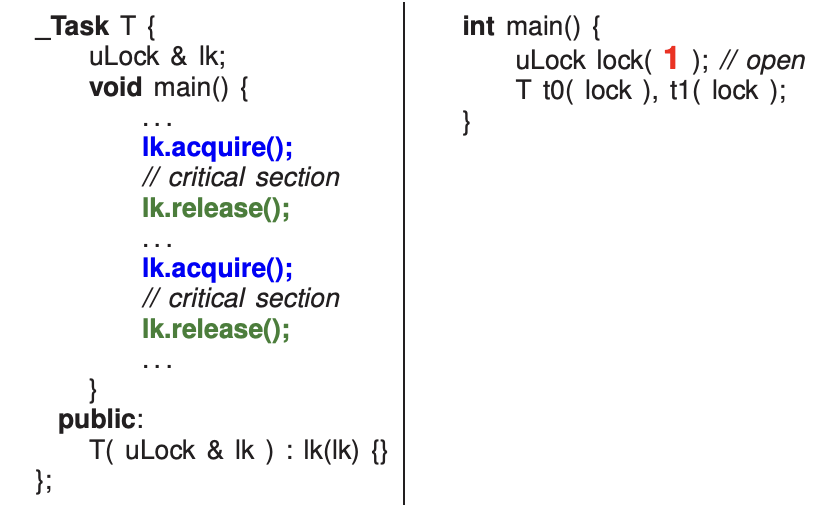 _Task T {
uLock & lk;
void main() {
...
lk.acquire();
// critical section
lk.release();
...
lk.acquire();
// critical section
lk.release();
...
}
public:
T( uLock & lk ) : lk(lk) {}
};
int main() {
uLock lock( 1 ); // open
T t0( lock ), t1( lock );
}